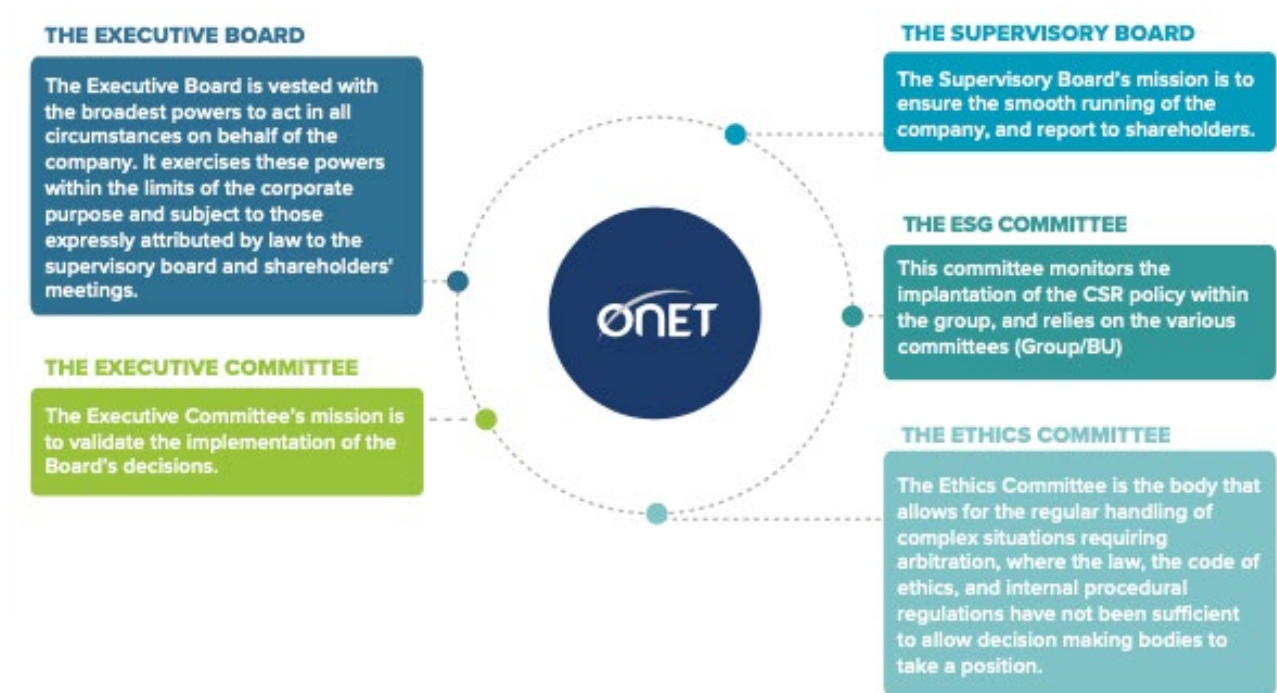 THE EXECUTIVE BOARD
The Executive Board is vested with
the broadest powers to act in all
circumstances on behalf of the
company. It exercises these powers
within the limits of the corporate
purpose and subject to those
expressly attributed by law to the
supervisory board and shareholders'
meetings.
THE EXECUTIVE COMMITTEE
The Executive Committee's mission is
to validate the implementation of the
Board's decisions.
ONET
THE SUPERVISORY BOARD
The Supervisory Board's mission is to
ensure the smooth running of the
company, and report to shareholders.
THE ESG COMMITTEE
This committee monitors the
implantation of the CSR policy within
the group, and relies on the various
committees (Group/BU)
THE ETHICS COMMITTEE
The Ethics Committee is the body that
allows for the regular handling of
complex situations requiring
arbitration, where the law, the code of
ethics, and internal procedural
regulations have not been sufficient
to allow decision making bodies to
take a position.